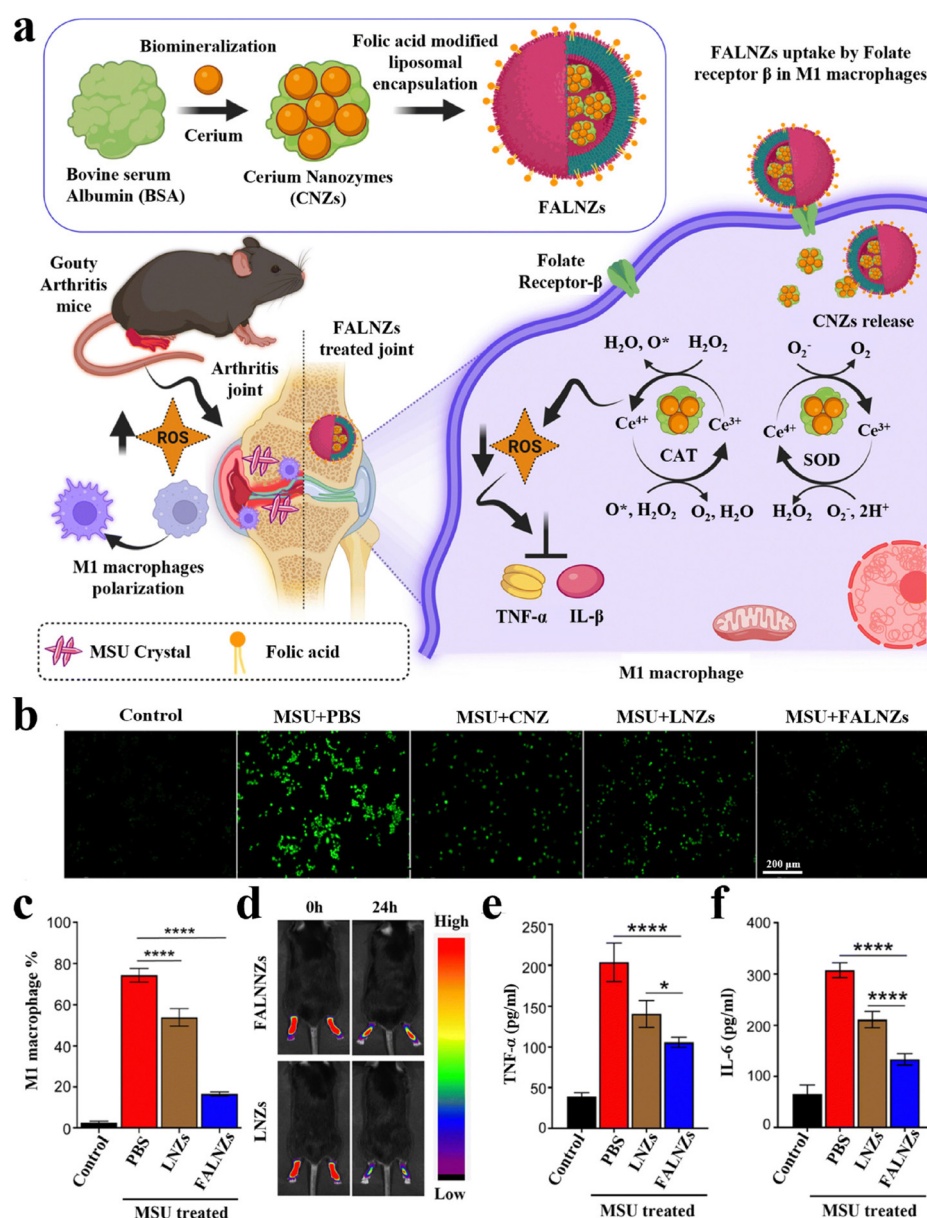 a
Biomineralization
Cerium
Bovine serum
Albumin (BSA)
Cerium Nanozymes
(CNZs)
Folic acid modified
liposomal
encapsulation
FALNZs
FALNZs uptake by Folate
receptor β in M1 macrophages
Gouty
Arthritis
mice
Arthritis
joint
FALNZs
treated joint
ROS
M1 macrophages
polarization
MSU Crystal
Folic acid
Folate
Receptor-β
CNZs release
H₂O, O*
H₂O₂
Ce⁴⁺
Ce³⁺
CAT
O*, H₂O₂
O₂, H₂O
O₂⁻
O₂
Ce⁴⁺
Ce³⁺
SOD
H₂O₂
O₂⁻, 2H⁺
ROS
TNF-α
IL-β
M1 macrophage
b
Control
MSU+PBS
MSU+CNZ
MSU+LNZs
MSU+FALNZs
200 µm
c
M1 macrophage %
100
80
60
40
20
0
****
****
Control
PBS
LNZs
FALNZs
MSU treated
d
0h
24h
FALNNZs
LNZs
High
Low
e
TNF-α (pg/ml)
250
200
150
100
50
0
****
*
Control
PBS
LNZs
FALNZs
MSU treated
f
IL-6 (pg/ml)
400
300
200
100
0
****
****
Control
PBS
LNZs
FALNZs
MSU treated